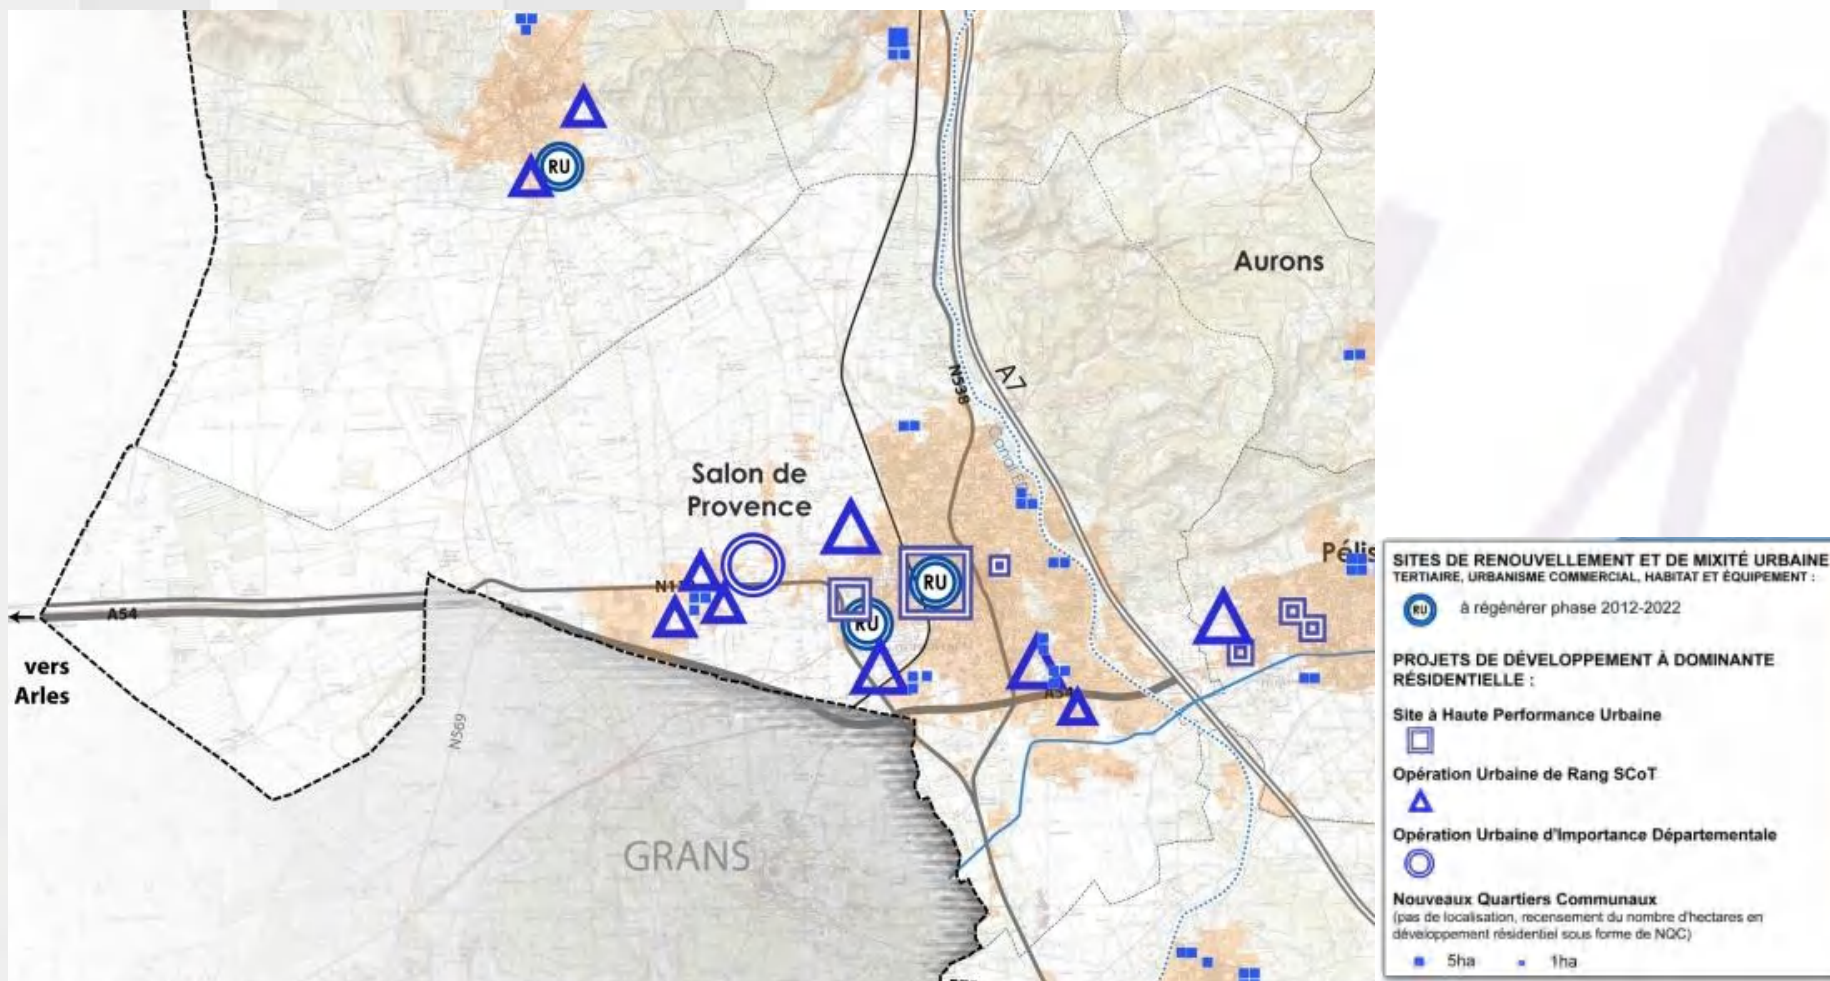 RU
Aurons
A7
N538
Salon de
Provence
Canal
RU
RU
A54
A54
vers
Arles
N569
GRANS
SITES DE RENOUVELLEMENT ET DE MIXITÉ URBAINE
TERTIAIRE, URBANISME COMMERCIAL, HABITAT ET ÉQUIPEMENT :
RU
à régénérer phase 2012-2022
PROJETS DE DÉVELOPPEMENT À DOMINANTE
RÉSIDENTIELLE :
Site à Haute Performance Urbaine
Opération Urbaine de Rang SCoT
Opération Urbaine d'Importance Départementale
Nouveaux Quartiers Communaux
(pas de localisation, recensement du nombre d'hectares en
développement résidentiel sous forme de NQC)
5ha 1ha